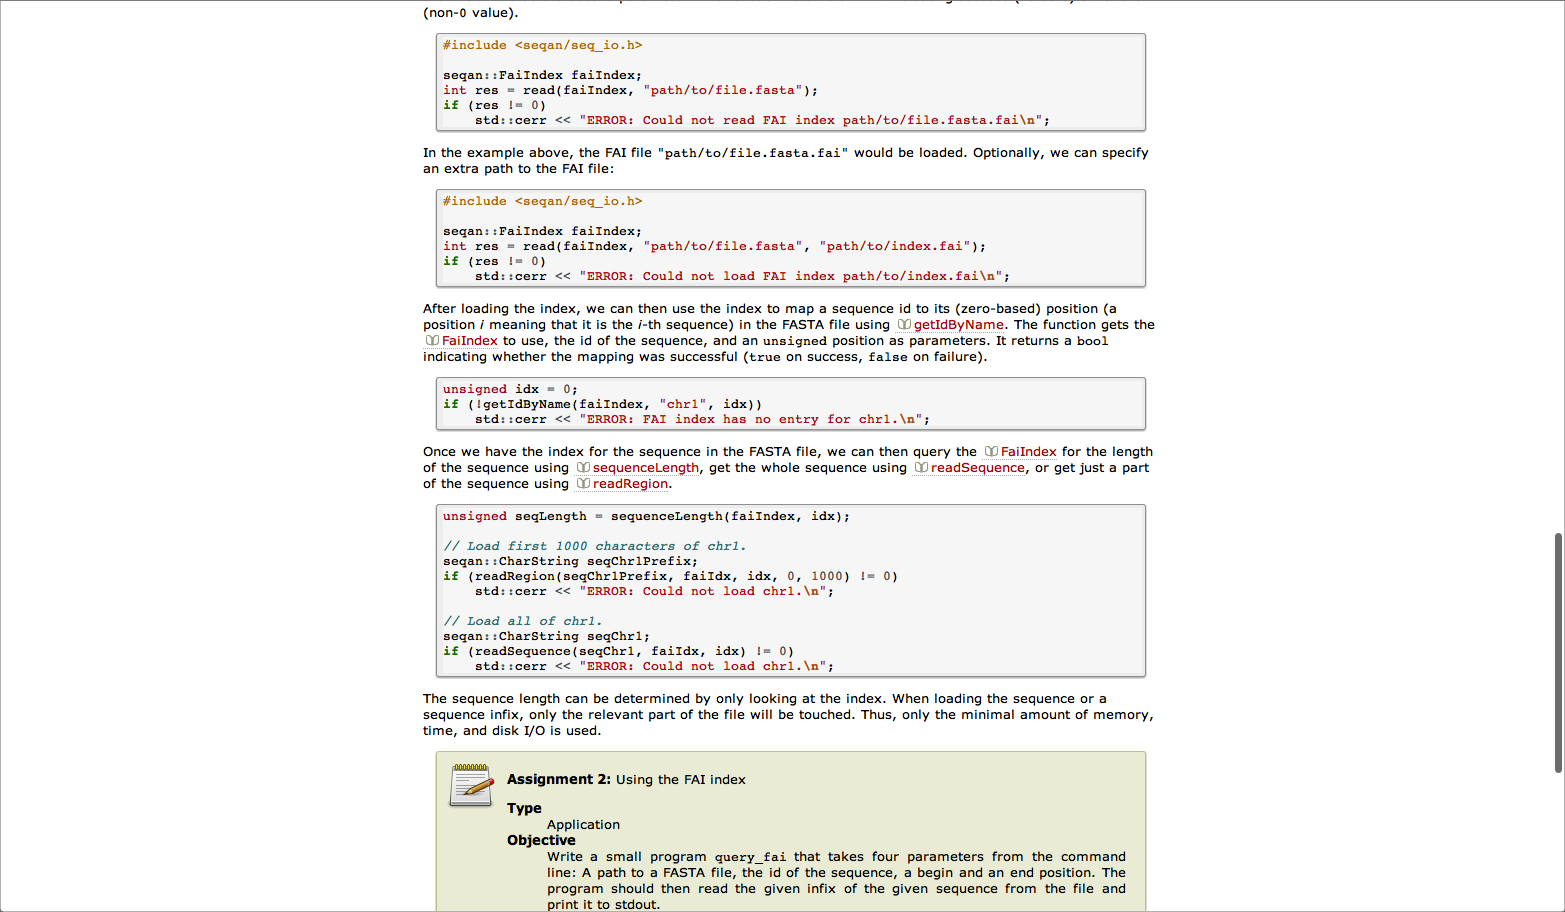 (non-0 value).
#include <seqan/seq_io.h>
seqan::FaiIndex faiIndex;
int res = read(faiIndex, "path/to/file.fasta");
if (res != 0)
    std::cerr << "ERROR: Could not read FAI index path/to/file.fasta.fai\n";
In the example above, the FAI file "path/to/file.fasta.fai" would be loaded. Optionally, we can specify
an extra path to the FAI file:
#include <seqan/seq_io.h>
seqan::FaiIndex faiIndex;
int res = read(faiIndex, "path/to/file.fasta", "path/to/index.fai");
if (res != 0)
    std::cerr << "ERROR: Could not load FAI index path/to/index.fai\n";
After loading the index, we can then use the index to map a sequence id to its (zero-based) position (a
position i meaning that it is the i-th sequence) in the FASTA file using getIdByName. The function gets the
FaiIndex to use, the id of the sequence, and an unsigned position as parameters. It returns a bool
indicating whether the mapping was successful (true on success, false on failure).
unsigned idx = 0;
if (!getIdByName(faiIndex, "chr1", idx))
    std::cerr << "ERROR: FAI index has no entry for chr1.\n";
Once we have the index for the sequence in the FASTA file, we can then query the FaiIndex for the length
of the sequence using sequenceLength, get the whole sequence using readSequence, or get just a part
of the sequence using readRegion.
unsigned seqLength = sequenceLength(faiIndex, idx);
// Load first 1000 characters of chr1.
seqan::CharString seqChr1Prefix;
if (readRegion(seqChr1Prefix, faiIdx, idx, 0, 1000) != 0)
    std::cerr << "ERROR: Could not load chr1.\n";
// Load all of chr1.
seqan::CharString seqChr1;
if (readSequence(seqChr1, faiIdx, idx) != 0)
    std::cerr << "ERROR: Could not load chr1.\n";
The sequence length can be determined by only looking at the index. When loading the sequence or a
sequence infix, only the relevant part of the file will be touched. Thus, only the minimal amount of memory,
time, and disk I/O is used.
Assignment 2: Using the FAI index
Type
Application
Objective
Write a small program query_fai that takes four parameters from the command
line: A path to a FASTA file, the id of the sequence, a begin and an end position. The
program should then read the given infix of the given sequence from the file and
print it to stdout.